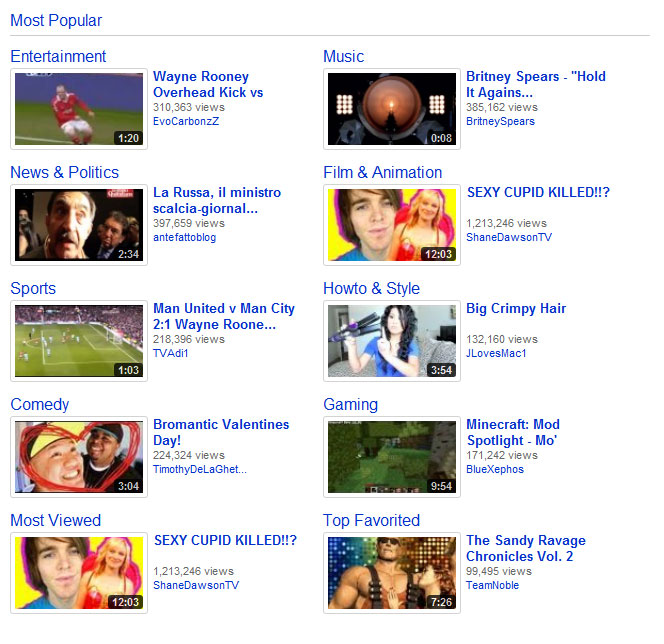 Most Popular
Entertainment
Wayne Rooney
Overhead Kick vs
310,363 views
EvoCarbonzZ
1:20
Music
Britney Spears - "Hold
It Agains...
385,162 views
BritneySpears
0:08
News & Politics
La Russa, il ministro
scalcia-giornal...
397,659 views
antefattoblog
2:34
Film & Animation
SEXY CUPID KILLED!!?
1,213,246 views
ShaneDawsonTV
12:03
Sports
Man United v Man City
2:1 Wayne Roone...
218,396 views
TVAdi1
1:03
Howto & Style
Big Crimpy Hair
132,160 views
JLovesMac1
3:54
Comedy
Bromantic Valentines
Day!
224,324 views
TimothyDeLaGhet...
3:04
Gaming
Minecraft: Mod
Spotlight - Mo'
171,242 views
BlueXephos
9:54
Most Viewed
SEXY CUPID KILLED!!?
1,213,246 views
ShaneDawsonTV
12:03
Top Favorited
The Sandy Ravage
Chronicles Vol. 2
99,495 views
TeamNoble
7:26